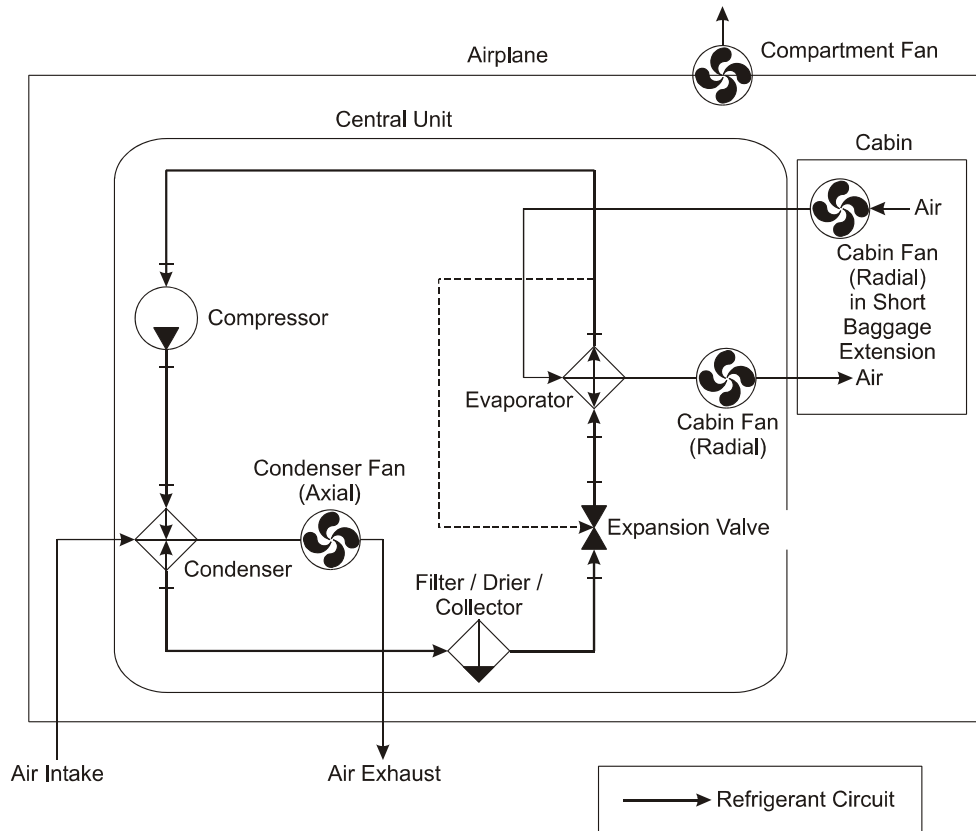 Airplane
Compartment Fan
Central Unit
Cabin
Air
Cabin Fan
(Radial)
in Short
Baggage
Extension
Air
Compressor
Evaporator
Cabin Fan
(Radial)
Condenser Fan
(Axial)
Expansion Valve
Condenser
Filter / Drier /
Collector
Air Intake
Air Exhaust
Refrigerant Circuit